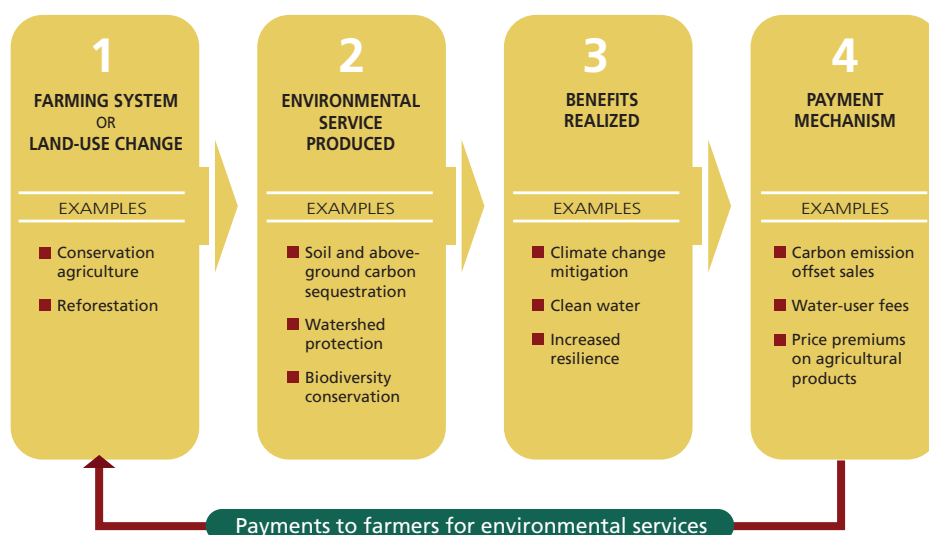 1
FARMING SYSTEM
OR
LAND-USE CHANGE
EXAMPLES
Conservation
agriculture
Reforestation
2
ENVIRONMENTAL
SERVICE
PRODUCED
EXAMPLES
Soil and above-
ground carbon
sequestration
Watershed
protection
Biodiversity
conservation
3
BENEFITS
REALIZED
EXAMPLES
Climate change
mitigation
Clean water
Increased
resilience
4
PAYMENT
MECHANISM
EXAMPLES
Carbon emission
offset sales
Water-user fees
Price premiums
on agricultural
products
Payments to farmers for environmental services